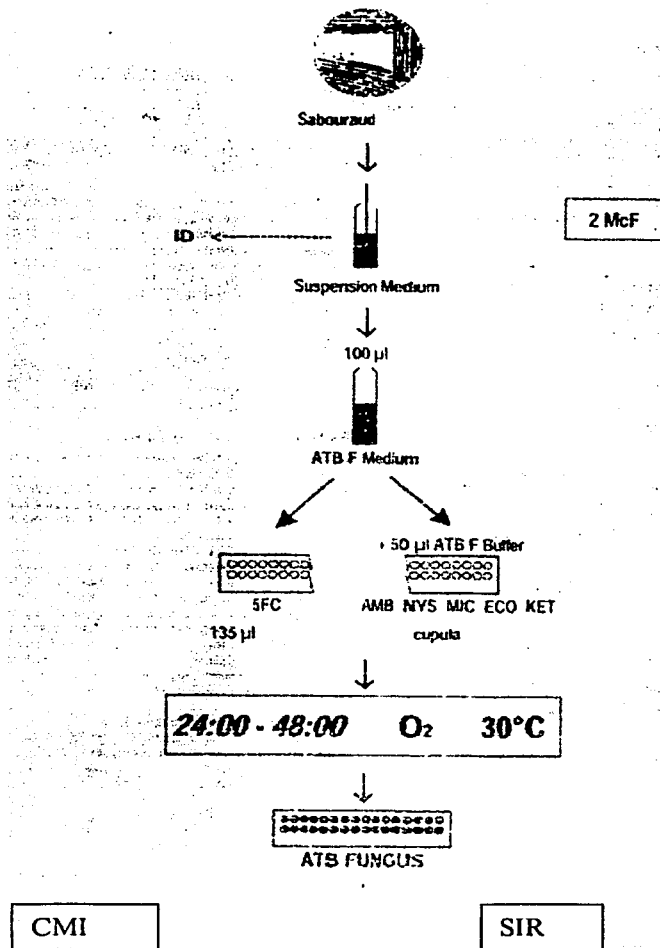 Sabouraud
2 McF
ID
Suspension Medium
100 µl
ATB F Medium
+ 50 µl ATB F Buffer
5FC
AMB NYS MIC ECO KET
135 µl
cupula
24:00 - 48:00 O2 30°C
ATB FUNGUS
CMI
SIR